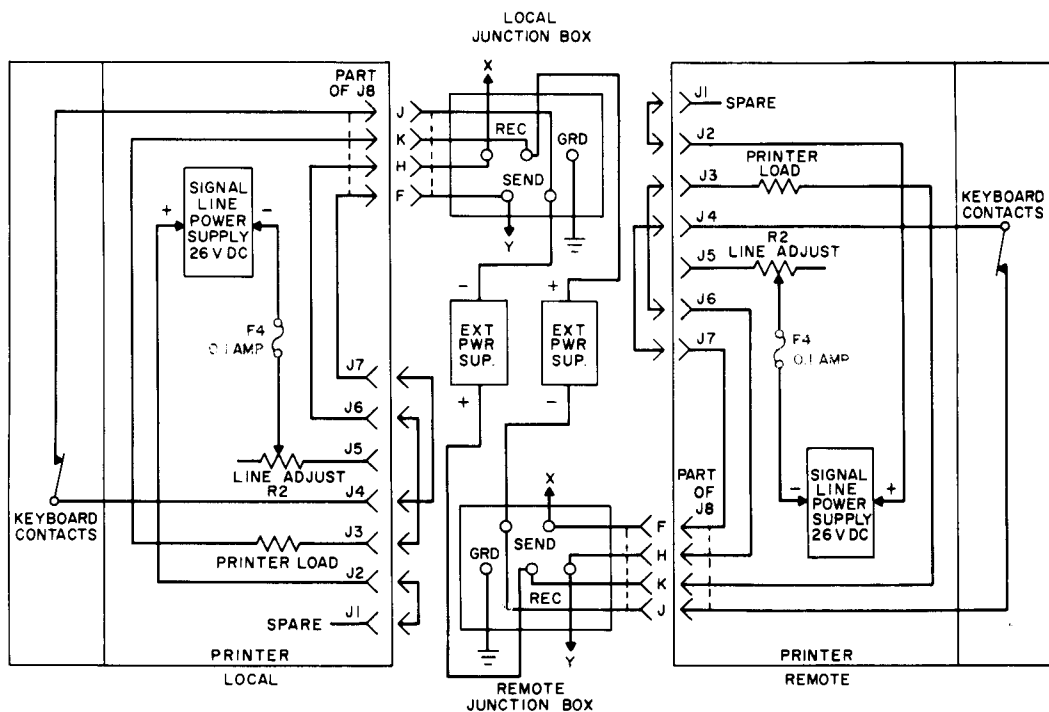 LOCAL
JUNCTION BOX
X
PART
OF J8
J
K
H
F
REC
GRD
SEND
Y
+
SIGNAL
LINE
POWER
SUPPLY
26 V DC
-
F4
0.1 AMP
J7
J6
J5
LINE ADJUST
R2
J4
KEYBOARD
CONTACTS
J3
PRINTER LOAD
J2
J1
SPARE
PRINTER
LOCAL
-
EXT
PWR
SUP.
+
+
EXT
PWR
SUP.
-
X
SEND
GRD
REC
Y
F
H
K
J
REMOTE
JUNCTION BOX
J1
SPARE
J2
J3
PRINTER
LOAD
J4
KEYBOARD
CONTACTS
R2
J5
LINE ADJUST
J6
J7
F4
0.1 AMP
PART
OF
J8
-
SIGNAL
LINE
POWER
SUPPLY
26 V DC
+
PRINTER
REMOTE